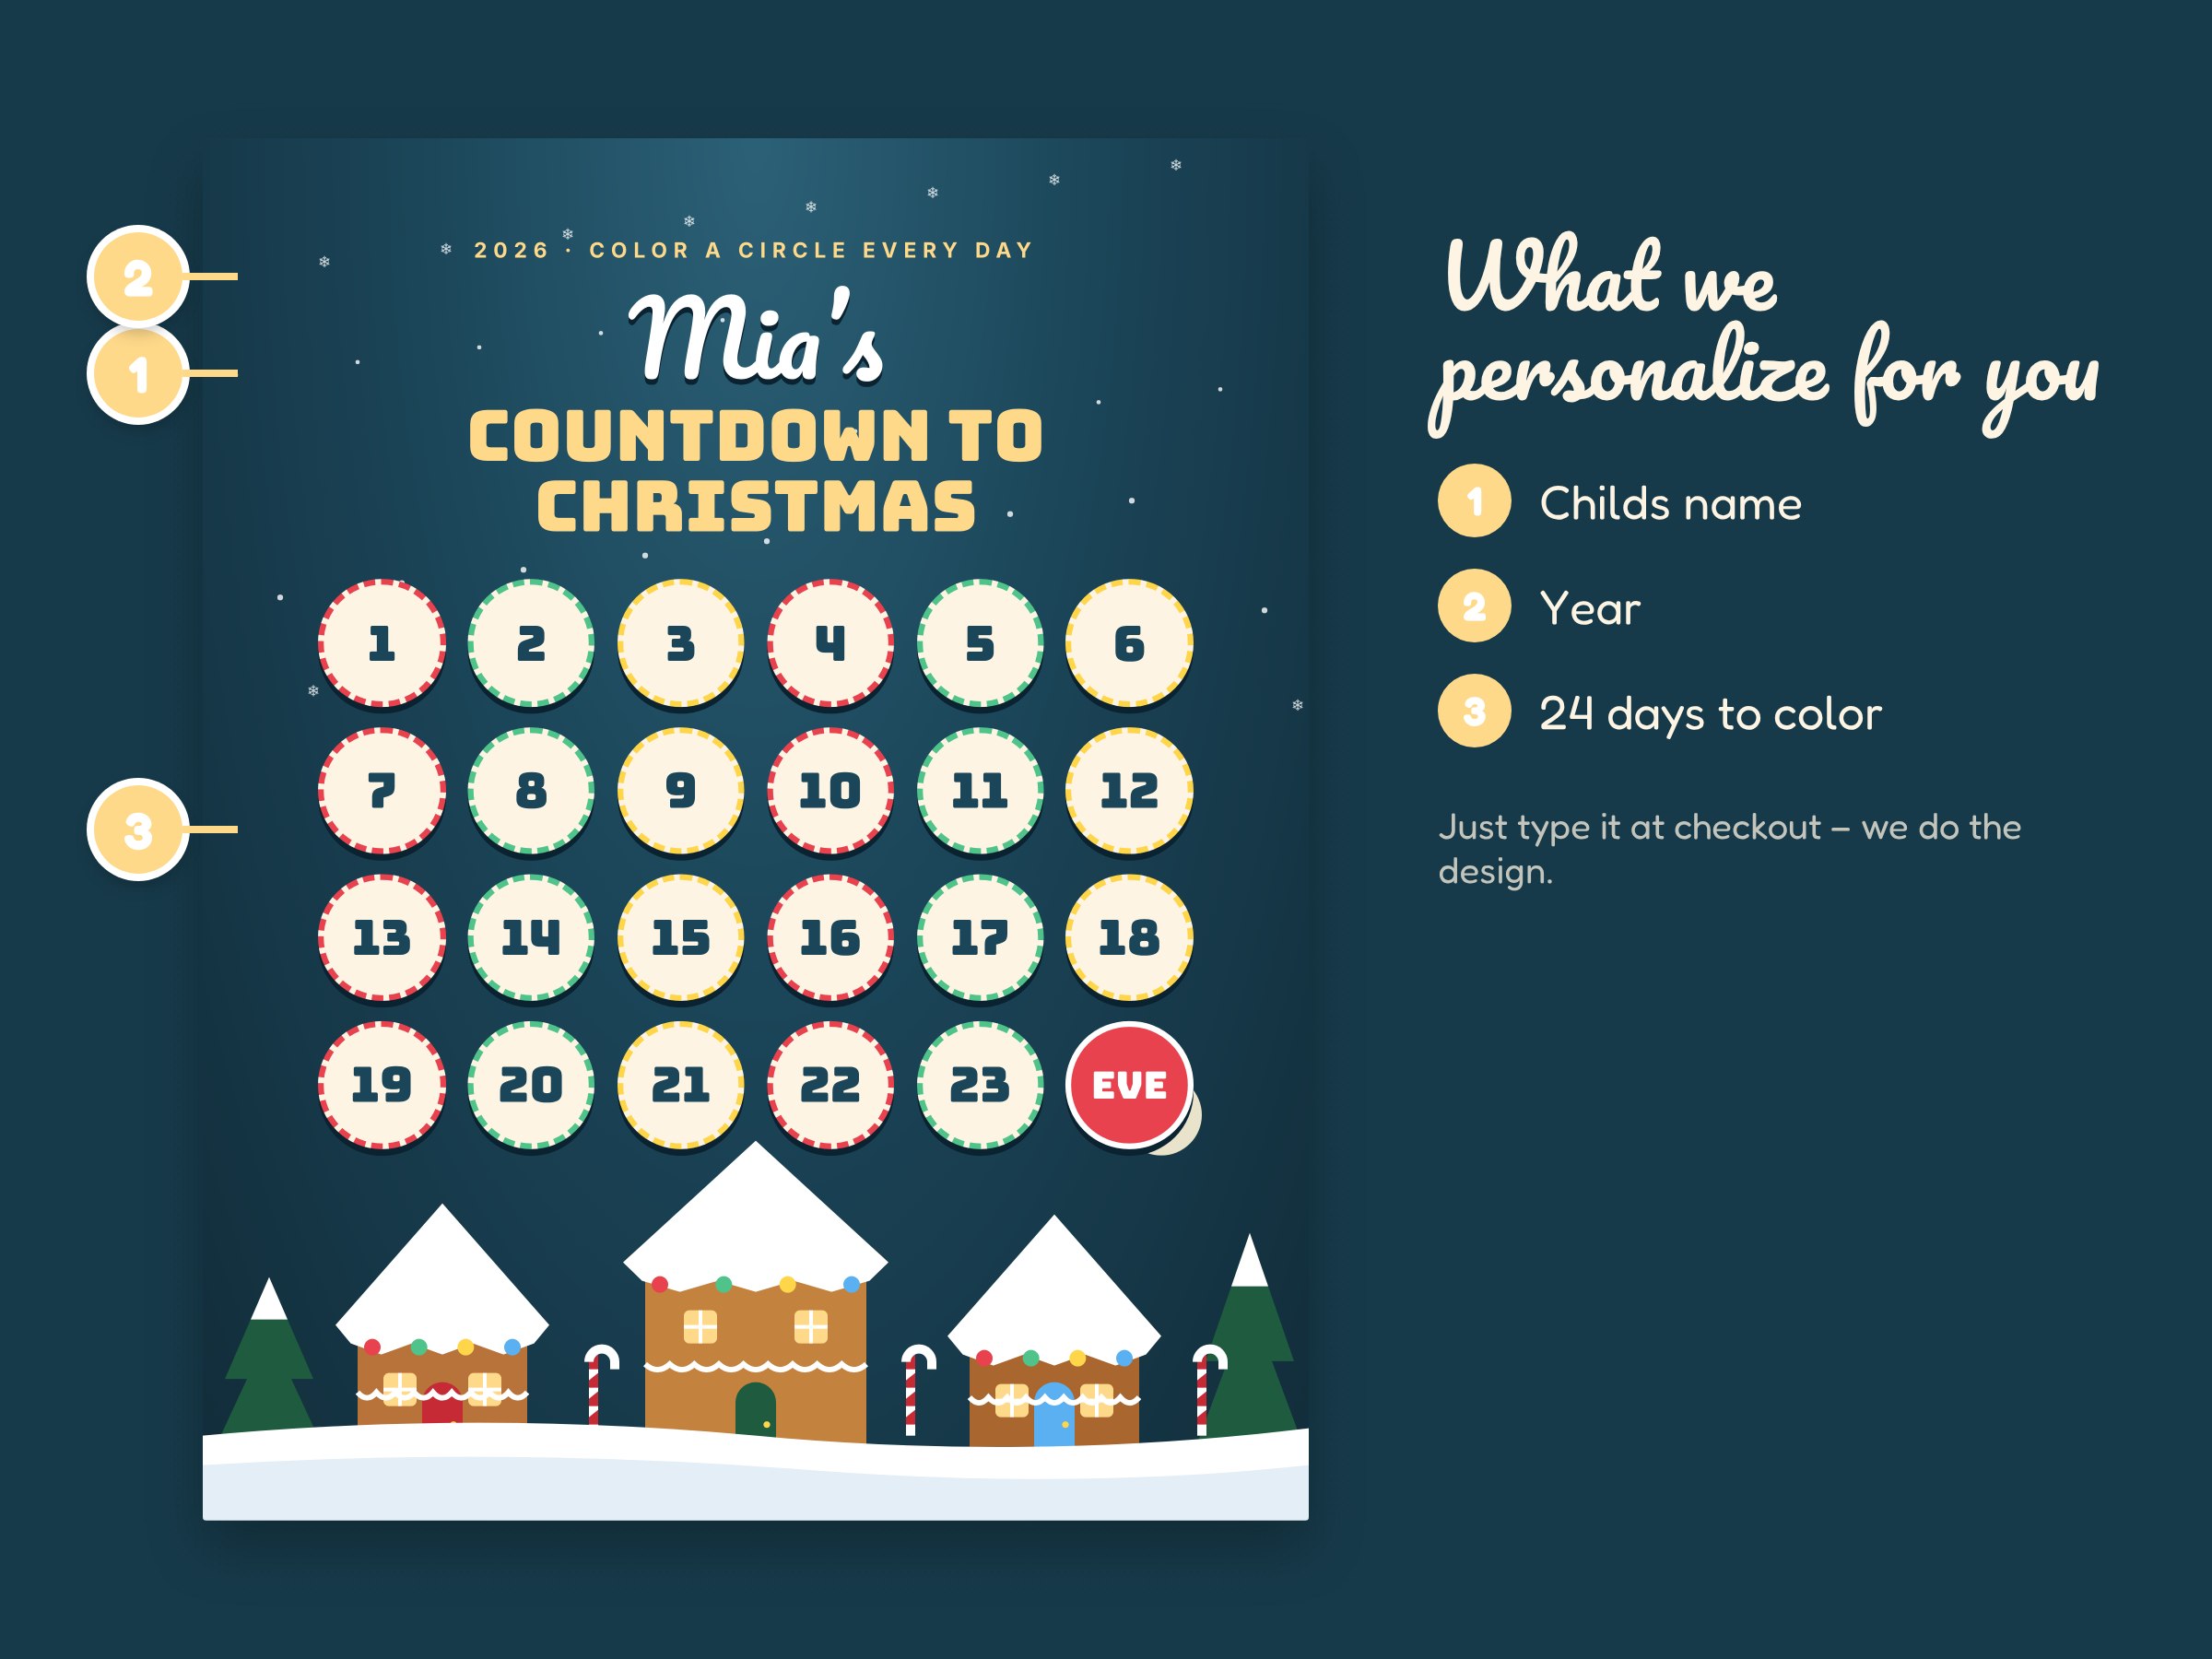 2026 · COLOR A CIRCLE EVERY DAY
Mia's
COUNTDOWN TO
CHRISTMAS
1 2 3 4 5 6
7 8 9 10 11 12
13 14 15 16 17 18
19 20 21 22 23 EVE
2
1
3
What we
personalize for you
1 Childs name
2 Year
3 24 days to color
Just type it at checkout – we do the
design.